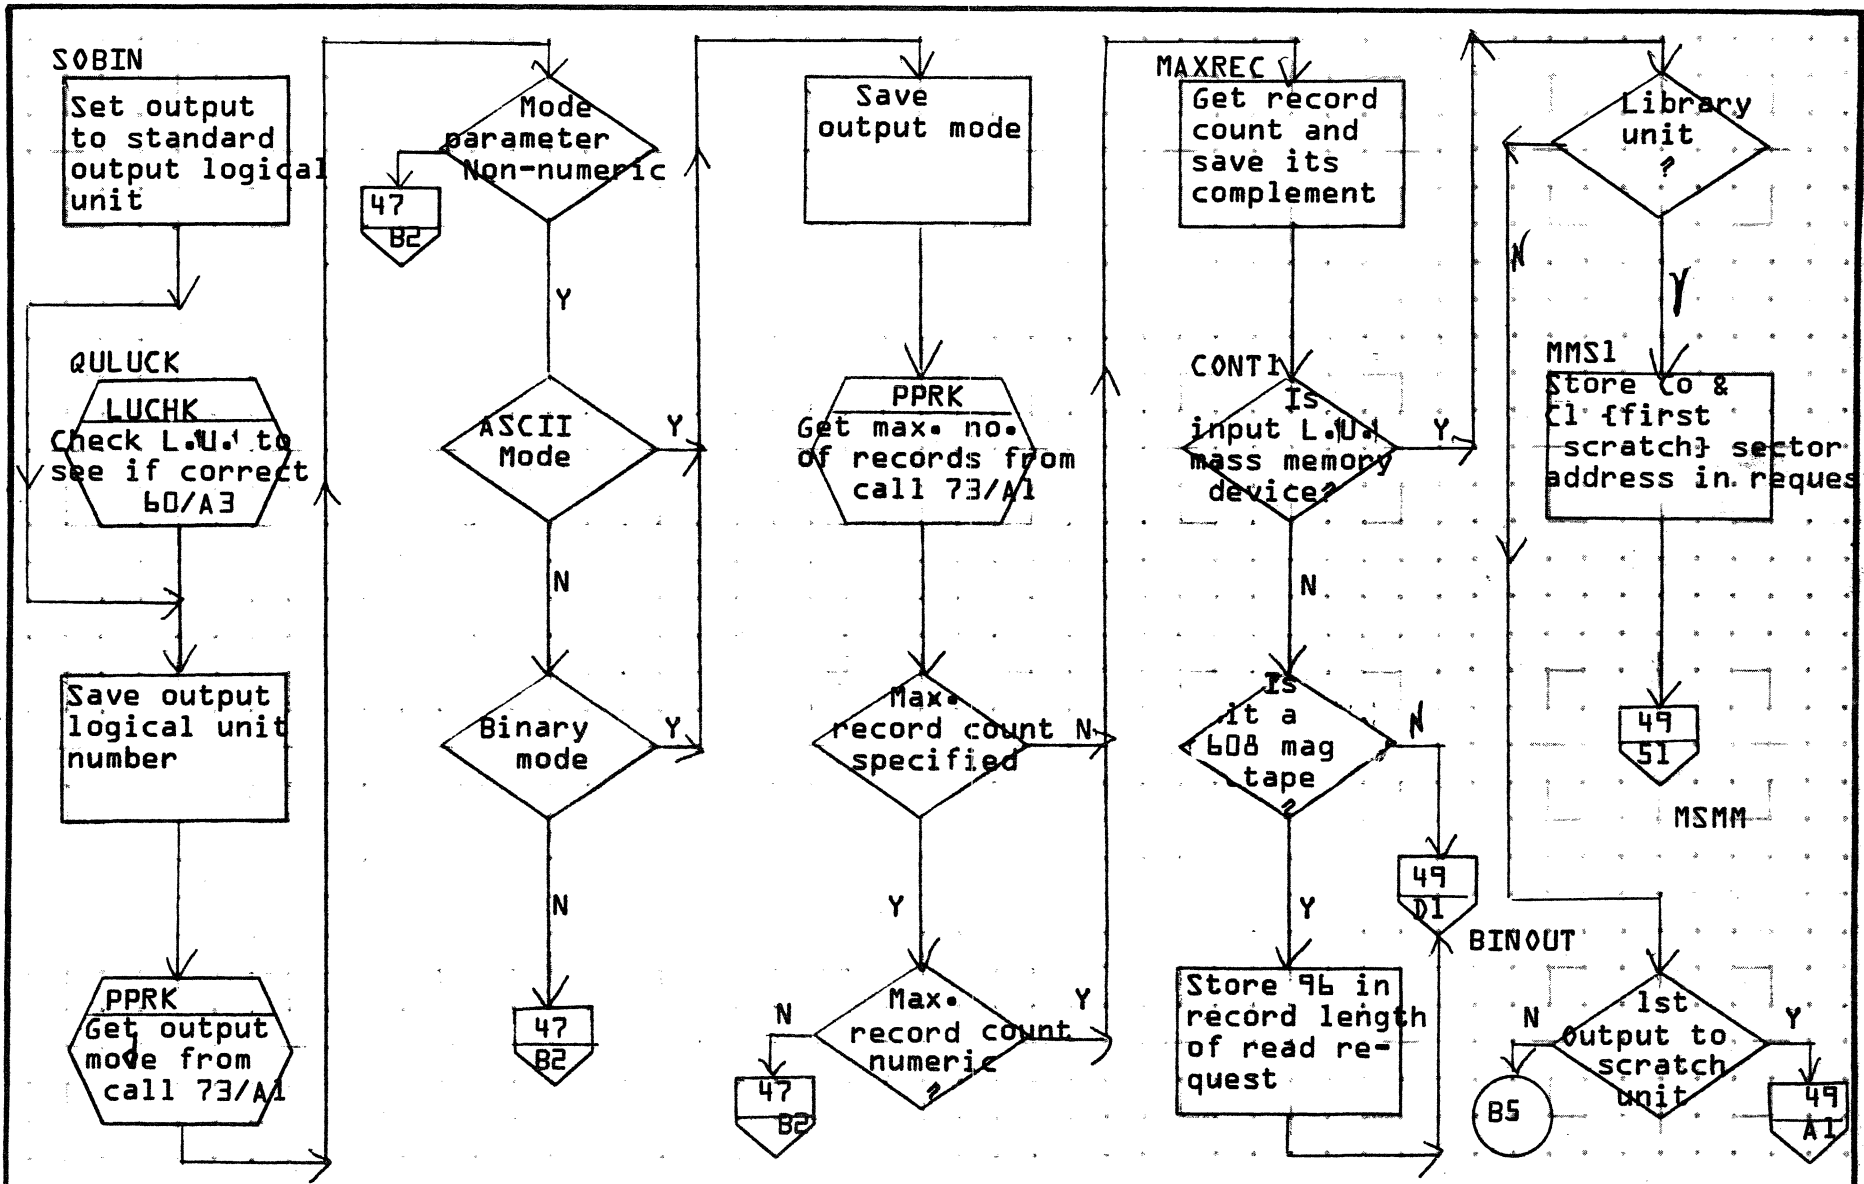 SOBIN
Set output
to standard
output logical
unit
QULUCK
LUCHK
Check L.U. to
see if correct
60/A3
Save output
logical unit
number
PPRK
Get output
mode from
call 73/A1
Mode
parameter
Non-numeric
47
B2
Y
ASCII
Mode
Y
N
Binary
mode
Y
N
47
B2
Save
output mode
PPRK
Get max. no.
of records from
call 73/A1
Max.
record count
specified
N
Y
Max.
record count
numeric
?
N
Y
47
B2
MAXREC
Get record
count and
save its
complement
CONT1
Is
input L.U.
mass memory
device?
Y
N
Is
it a
608 mag
tape
?
N
Y
49
D1
Store 96 in
record length
of read re-
quest
Library
unit
?
N
Y
MMS1
Store Co &
C1 {first
scratch} sector
address in reques
49
S1
MSMM
BINOUT
1st
Output to
scratch
unit
N
Y
B5
49
A1